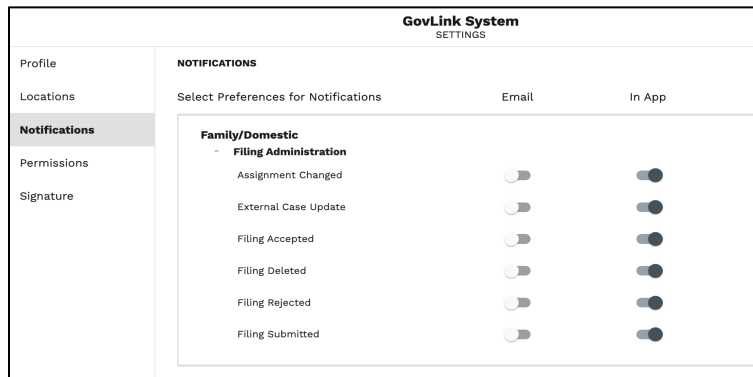 GovLink System
SETTINGS
Profile
Locations
Notifications
Permissions
Signature
NOTIFICATIONS
Select Preferences for Notifications Email In App
Family/Domestic
- Filing Administration
Assignment Changed
External Case Update
Filing Accepted
Filing Deleted
Filing Rejected
Filing Submitted